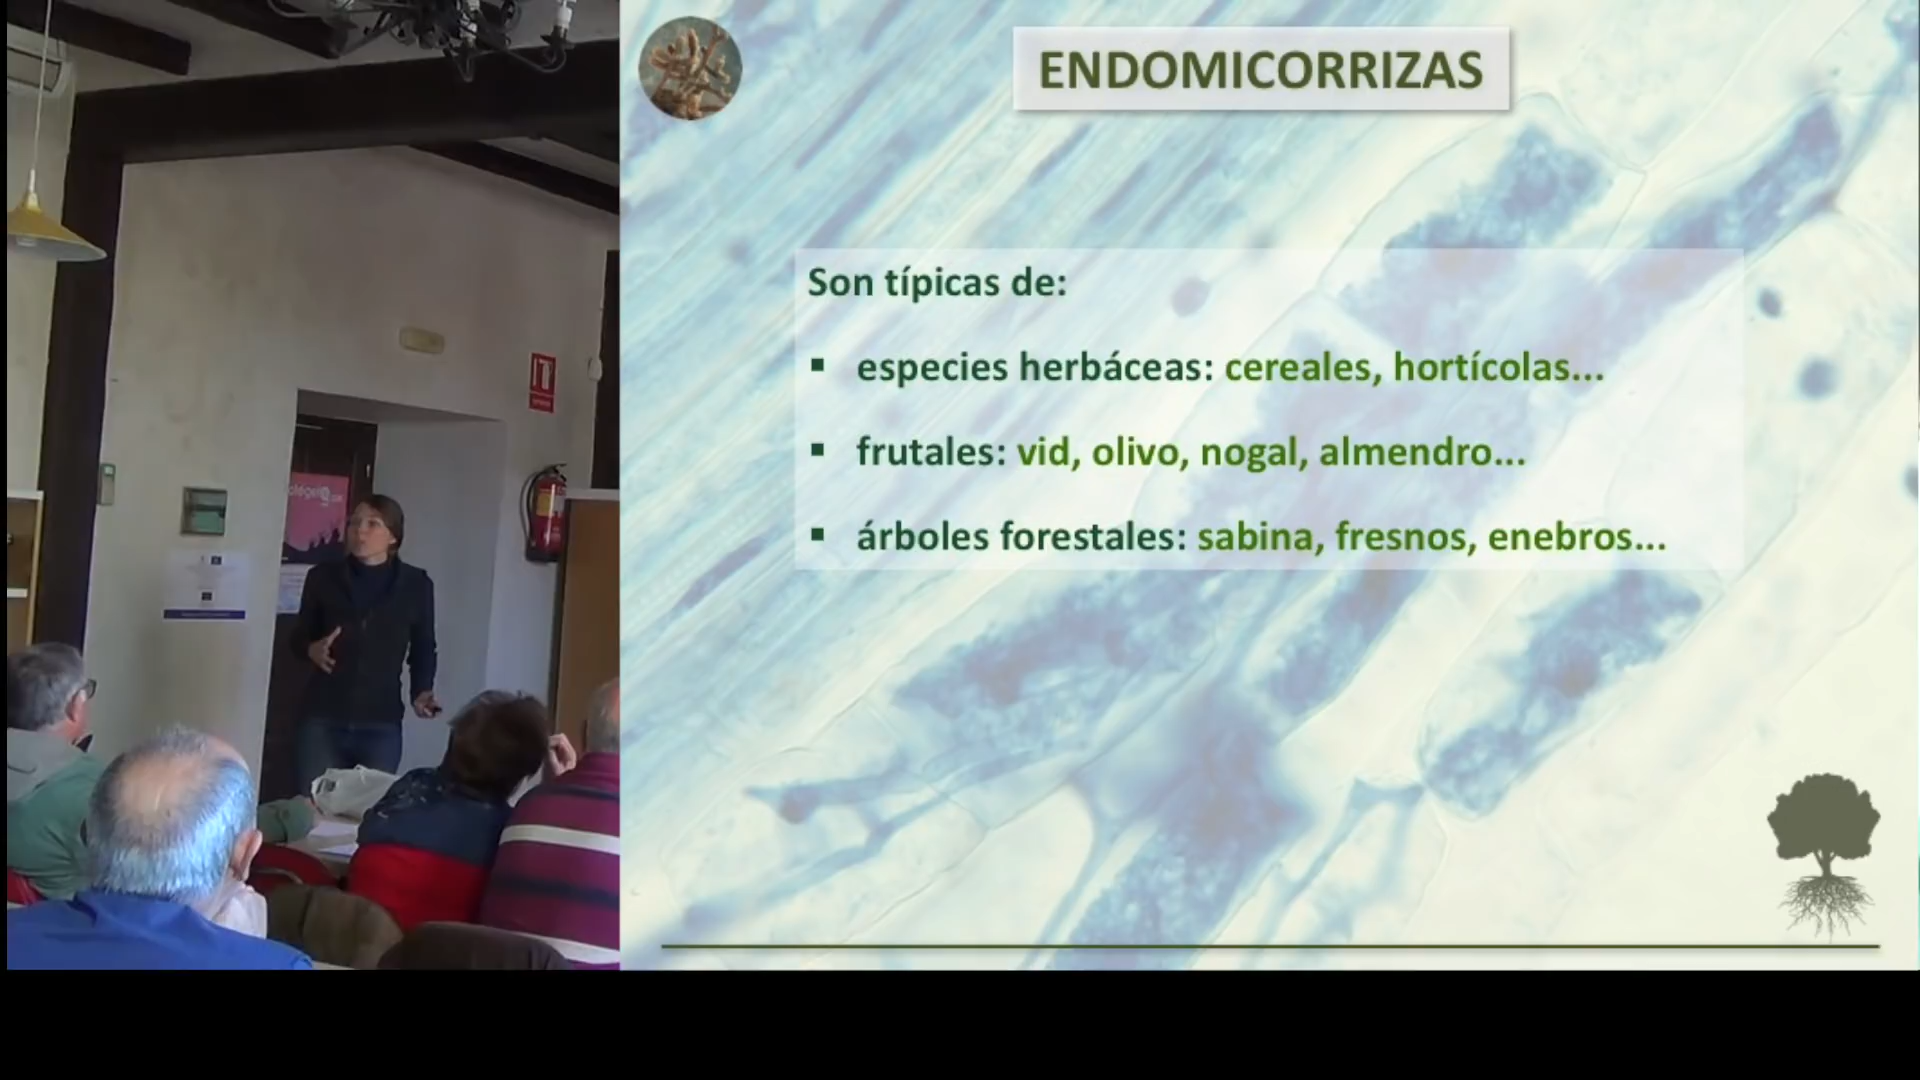 ENDOMICORRIZAS
Son típicas de:
▪ especies herbáceas: cereales, hortícolas...
▪ frutales: vid, olivo, nogal, almendro...
▪ árboles forestales: sabina, fresnos, enebros...